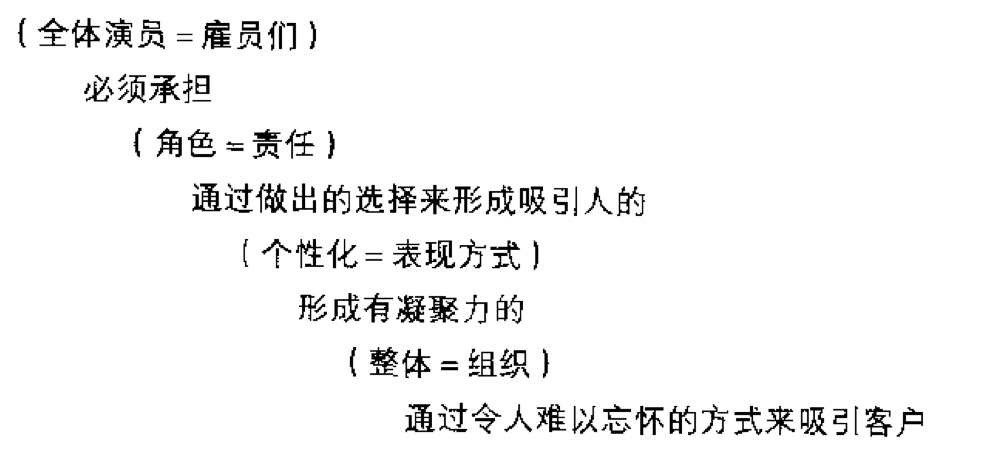 (全体演员=雇员们)
必须承担
(角色=责任)
通过做出的选择来形成吸引人的
(个性化=表现方式)
形成有凝聚力的
(整体=组织)
通过令人难以忘怀的方式来吸引客户